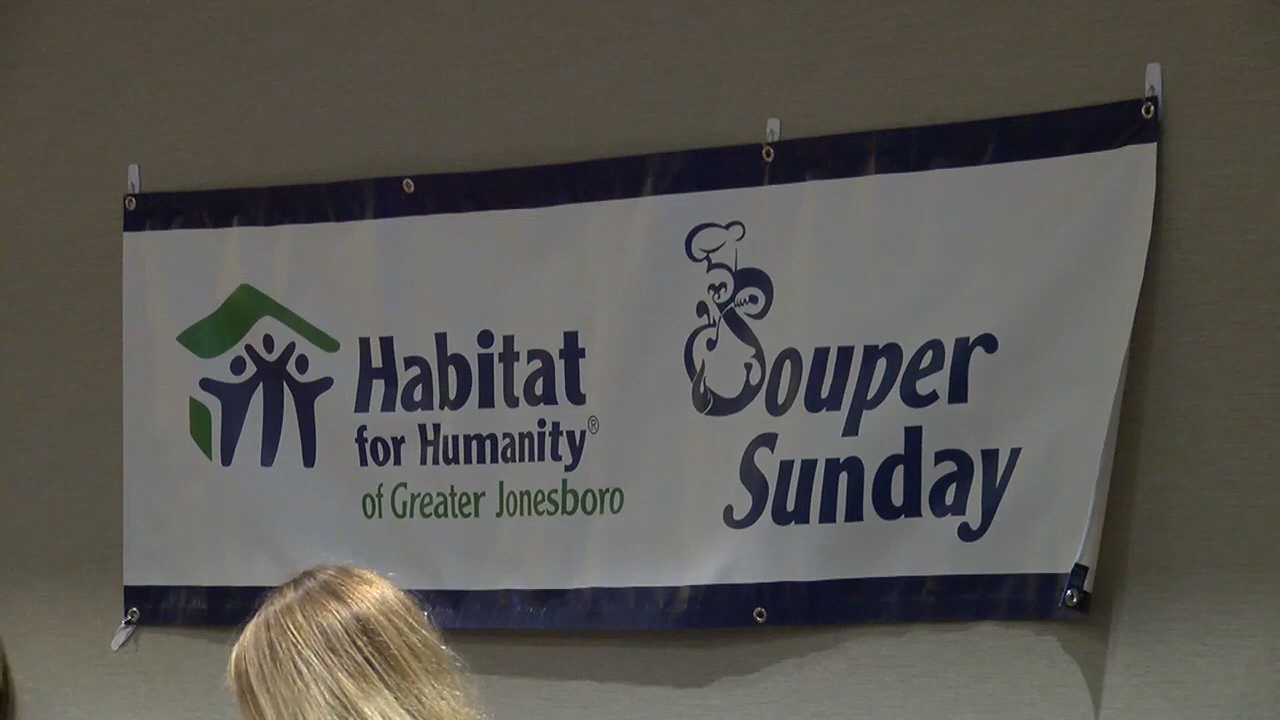 Habitat
for Humanity®
of Greater Jonesboro
Souper
Sunday